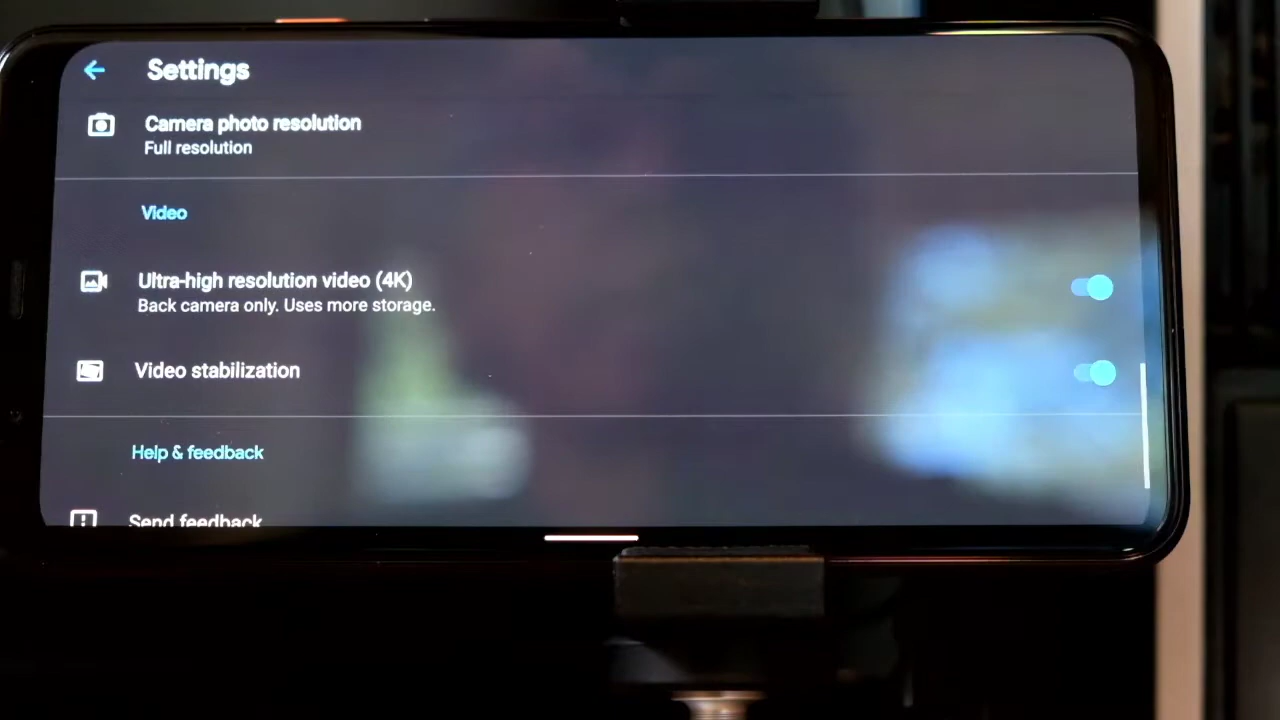 Settings
Camera photo resolution
Full resolution
Video
Ultra-high resolution video (4K)
Back camera only. Uses more storage.
Video stabilization
Help & feedback
Send feedback